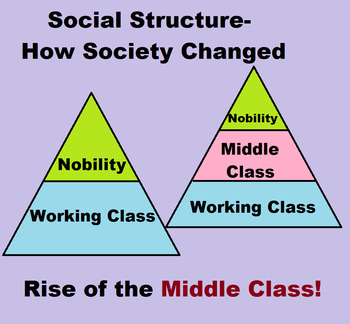 Social Structure-
How Society Changed
Nobility
Working Class
Nobility
Middle
Class
Working Class
Rise of the Middle Class!